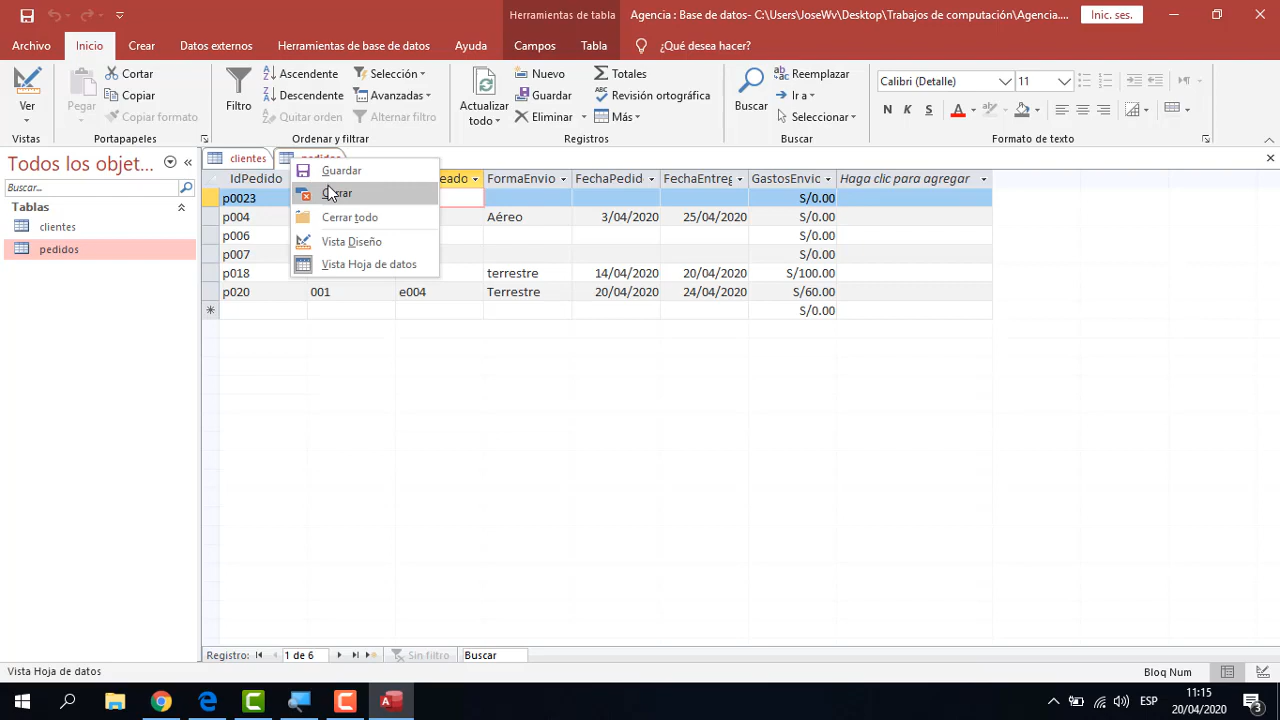 Herramientas de tabla
Agencia : Base de datos- C:\Users\JoseWv\Desktop\Trabajos de computación\Agencia....
Inic. ses.
Archivo
Inicio
Crear
Datos externos
Herramientas de base de datos
Ayuda
Campos
Tabla
¿Qué desea hacer?
Ver
Vistas
Pegar
Cortar
Copiar
Copiar formato
Portapapeles
Filtro
Ascendente
Descendente
Quitar orden
Selección
Avanzadas
Alternar filtro
Ordenar y filtrar
Actualizar
todo
Nuevo
Guardar
Eliminar
Totales
Revisión ortográfica
Más
Registros
Buscar
Reemplazar
Ir a
Seleccionar
Buscar
Calibri (Detalle)
11
N K S
Formato de texto
Todos los objet...
Buscar...
Tablas
clientes
pedidos
clientes
pedidos
IdPedido eado FormaEnvio FechaPedid FechaEntreg GastosEnvic Haga clic para agregar
p0023 S/0.00
p004 Aéreo 3/04/2020 25/04/2020 S/0.00
p006 S/0.00
p007 S/0.00
p018 terrestre 14/04/2020 20/04/2020 S/100.00
p020 001 e004 Terrestre 20/04/2020 24/04/2020 S/60.00
S/0.00
Guardar
Cerrar todo
Vista Diseño
Vista Hoja de datos
Registro: 1 de 6 Sin filtro Buscar
Vista Hoja de datos
Bloq Num
ESP
11:15
20/04/2020
3